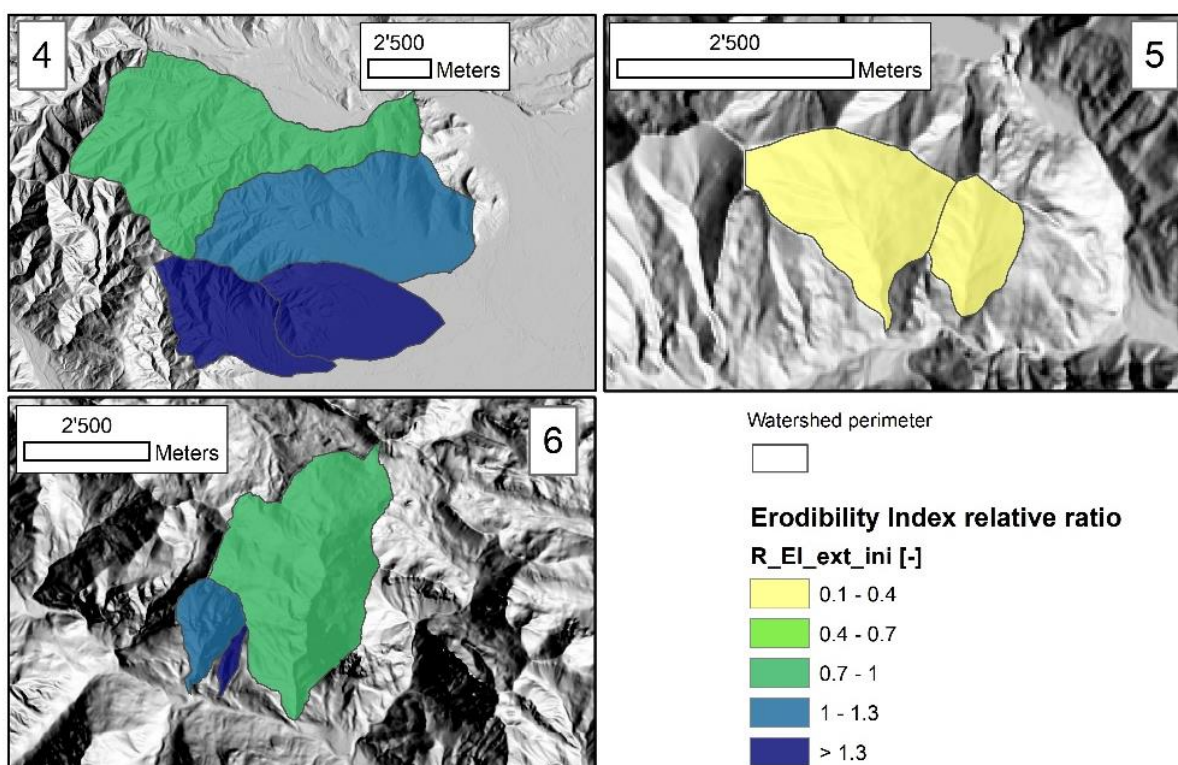 4
2'500
Meters
2'500
Meters
5
2'500
Meters
6
Watershed perimeter
Erodibility Index relative ratio
R_EI_ext_ini [-]
0.1 - 0.4
0.4 - 0.7
0.7 - 1
1 - 1.3
> 1.3